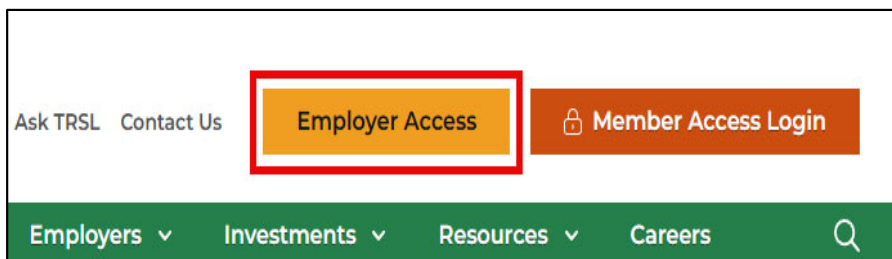 Ask TRSL Contact Us Employer Access Member Access Login
Employers Investments Resources Careers